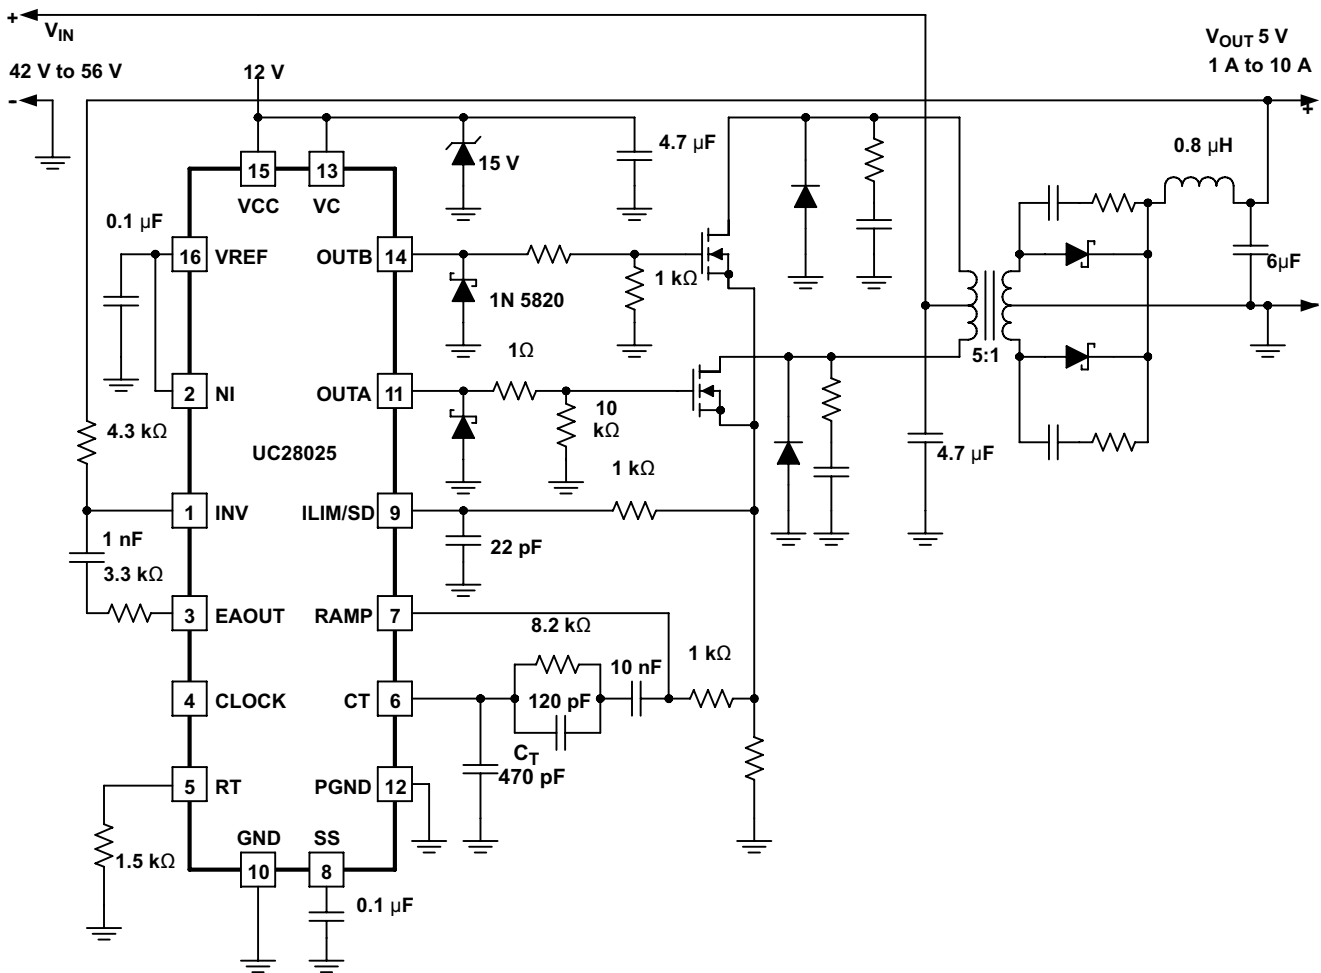 +
V_IN
V_OUT 5 V
42 V to 56 V
12 V
1 A to 10 A
-
+
4.7 µF
0.8 µH
15 V
15
13
VCC
VC
0.1 µF
16
VREF
OUTB
14
1 kΩ
6µF
1N 5820
1Ω
5:1
2
NI
OUTA
11
10
kΩ
4.3 kΩ
UC28025
4.7 µF
1 kΩ
1
INV
ILIM/SD
9
1 nF
22 pF
3.3 kΩ
3
EAOUT
RAMP
7
8.2 kΩ
10 nF
1 kΩ
4
CLOCK
CT
6
120 pF
C_T
470 pF
5
RT
PGND
12
GND
SS
1.5 kΩ
10
8
0.1 µF